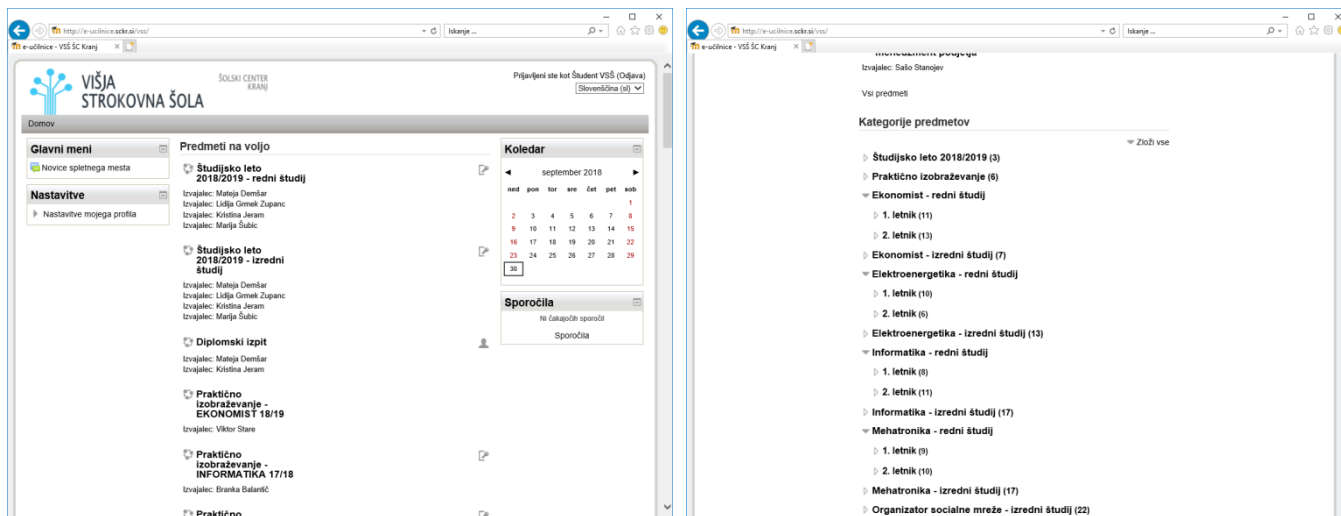 http://e-ucilnice.sckr.si/vss/
Iskanje ...
e-učilnice - VSŠ ŠC Kranj
VIŠJA
STROKOVNA ŠOLA
ŠOLSKI CENTER
KRANJ
Prijavljeni ste kot Študent VSŠ (Odjava)
Slovenščina (sl)
Domov
Glavni meni
Novice spletnega mesta
Nastavitve
Nastavitve mojega profila
Predmeti na voljo
Študijsko leto
2018/2019 - redni študij
Izvajalec: Mateja Demšar
Izvajalec: Lidija Grmek Zupanc
Izvajalec: Kristina Jeram
Izvajalec: Marija Šubic
Študijsko leto
2018/2019 - izredni
študij
Izvajalec: Mateja Demšar
Izvajalec: Lidija Grmek Zupanc
Izvajalec: Kristina Jeram
Izvajalec: Marija Šubic
Diplomski izpit
Izvajalec: Mateja Demšar
Izvajalec: Kristina Jeram
Praktično
izobraževanje -
EKONOMIST 18/19
Izvajalec: Viktor Stare
Praktično
izobraževanje -
INFORMATIKA 17/18
Izvajalec: Branka Balantič
Praktično
Koledar
september 2018
ned pon tor sre čet pet sob
1
2 3 4 5 6 7 8
9 10 11 12 13 14 15
16 17 18 19 20 21 22
23 24 25 26 27 28 29
30
Sporočila
Ni čakajočih sporočil
Sporočila
http://e-ucilnice.sckr.si/vss/
Iskanje ...
e-učilnice - VSŠ ŠC Kranj
menedžment podjetja
Izvajalec: Sašo Stanojev
Vsi predmeti
Kategorije predmetov
Zloži vse
Študijsko leto 2018/2019 (3)
Praktično izobraževanje (6)
Ekonomist - redni študij
1. letnik (11)
2. letnik (13)
Ekonomist - izredni študij (7)
Elektroenergetika - redni študij
1. letnik (10)
2. letnik (6)
Elektroenergetika - izredni študij (13)
Informatika - redni študij
1. letnik (8)
2. letnik (11)
Informatika - izredni študij (17)
Mehatronika - redni študij
1. letnik (9)
2. letnik (10)
Mehatronika - izredni študij (17)
Organizator socialne mreže - izredni študij (22)